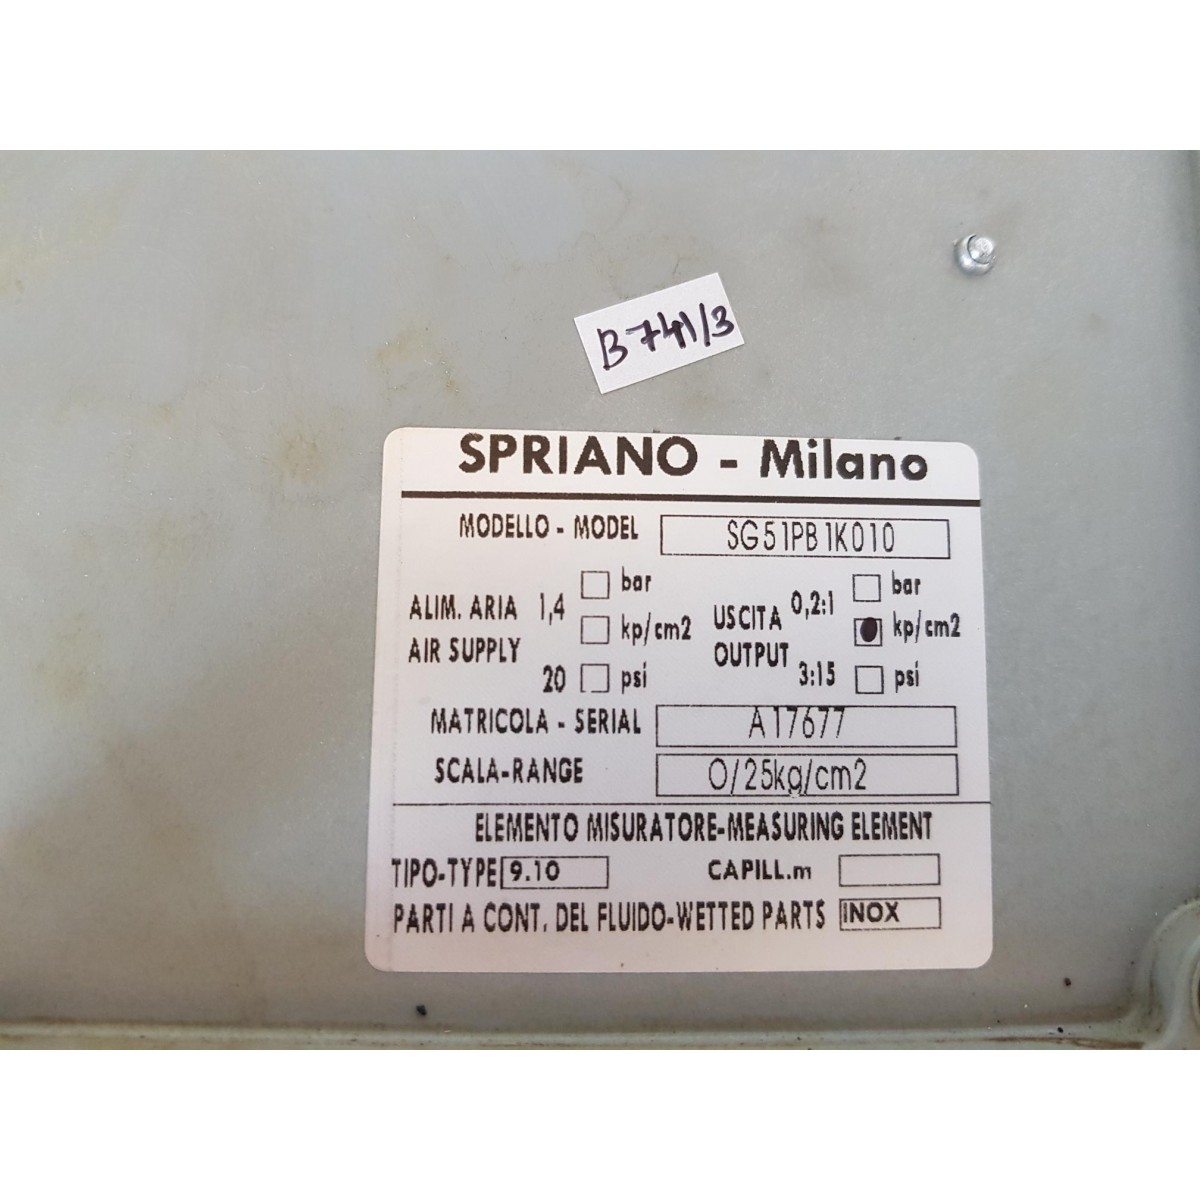 B741/3
SPRIANO - Milano
MODELLO - MODEL SG51PB1K010
ALIM. ARIA 1,4 bar
AIR SUPPLY kp/cm2
20 psi
USCITA 0,2:1 bar
OUTPUT kp/cm2
3:15 psi
MATRICOLA - SERIAL A17677
SCALA-RANGE 0/25kg/cm2
ELEMENTO MISURATORE-MEASURING ELEMENT
TIPO-TYPE 9.10 CAPILL.m
PARTI A CONT. DEL FLUIDO-WETTED PARTS INOX